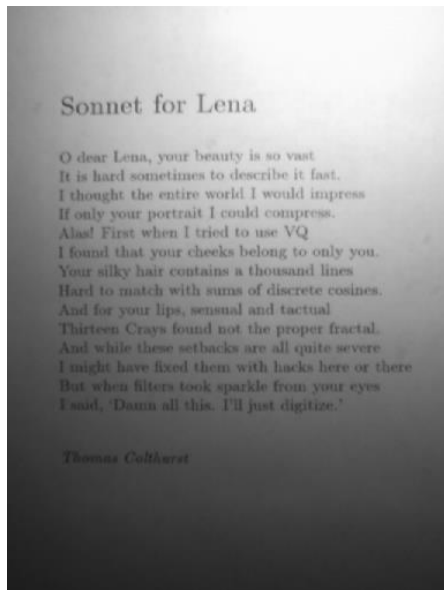 Sonnet for Lena
O dear Lena, your beauty is so vast
It is hard sometimes to describe it fast.
I thought the entire world I would impress
If only your portrait I could compress.
Alas! First when I tried to use VQ
I found that your cheeks belong to only you.
Your silky hair contains a thousand lines
Hard to match with sums of discrete cosines.
And for your lips, sensual and tactual
Thirteen Crays found not the proper fractal.
And while these setbacks are all quite severe
I might have fixed them with hacks here or there
But when filters took sparkle from your eyes
I said, 'Damn all this. I'll just digitize.'
Thomas Colthurst